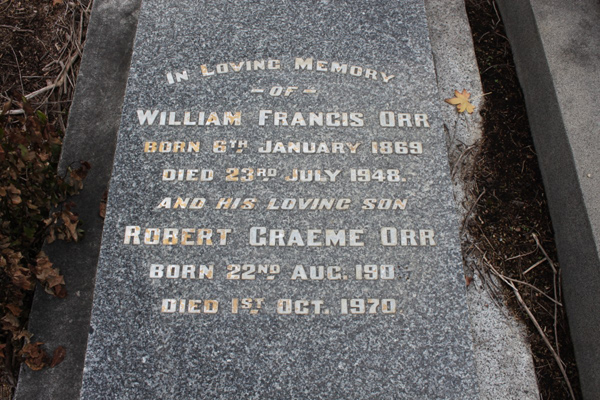 In Loving Memory
- of -
William Francis Orr
Born 6th January 1869
Died 23rd July 1948.
And his loving son
Robert Graeme Orr
Born 22nd Aug.
Died 1st Oct. 1970